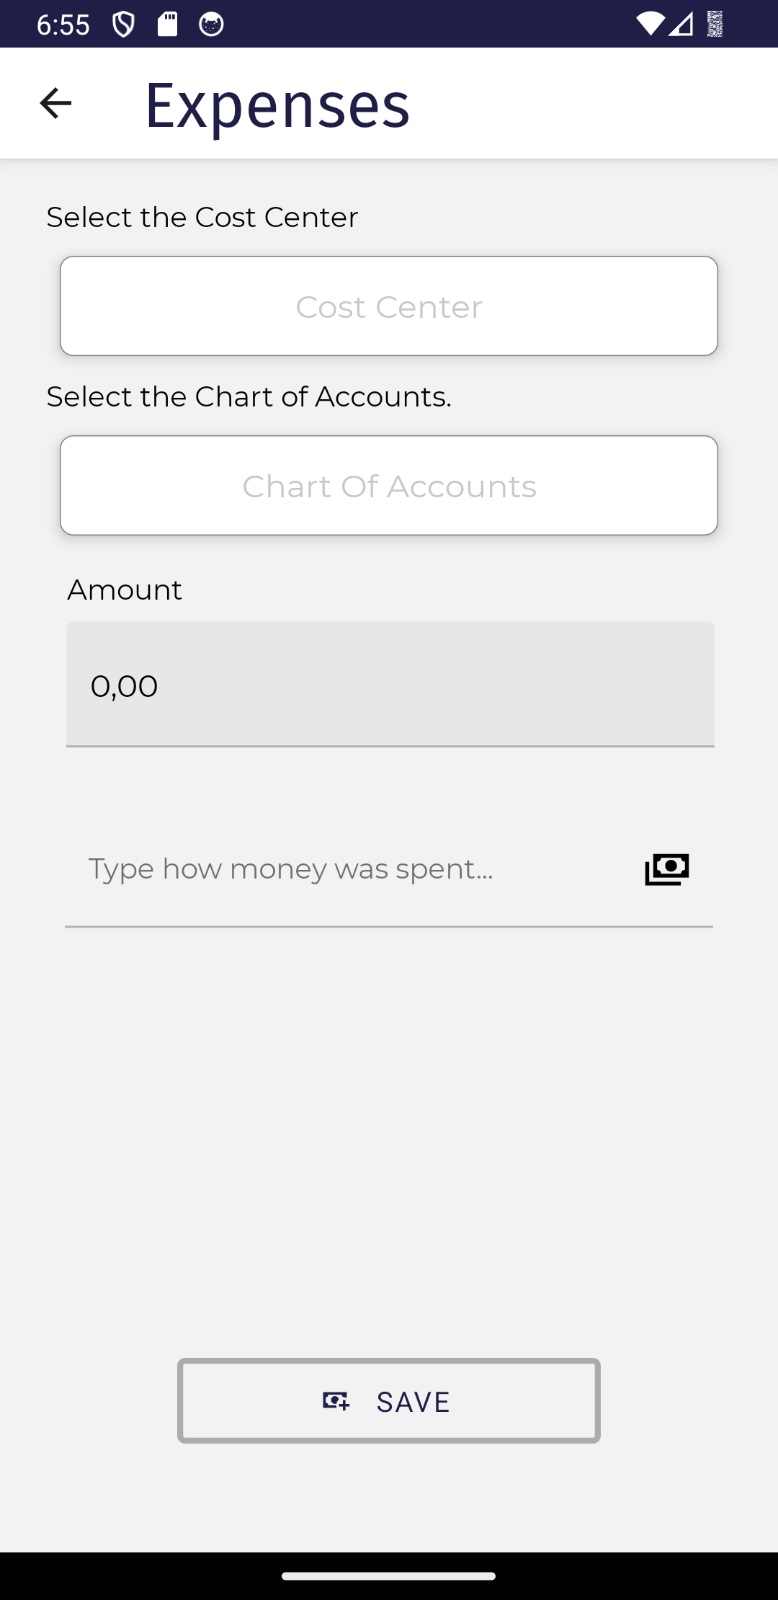 6:55
Expenses
Select the Cost Center
Cost Center
Select the Chart of Accounts.
Chart Of Accounts
Amount
0,00
Type how money was spent...
SAVE